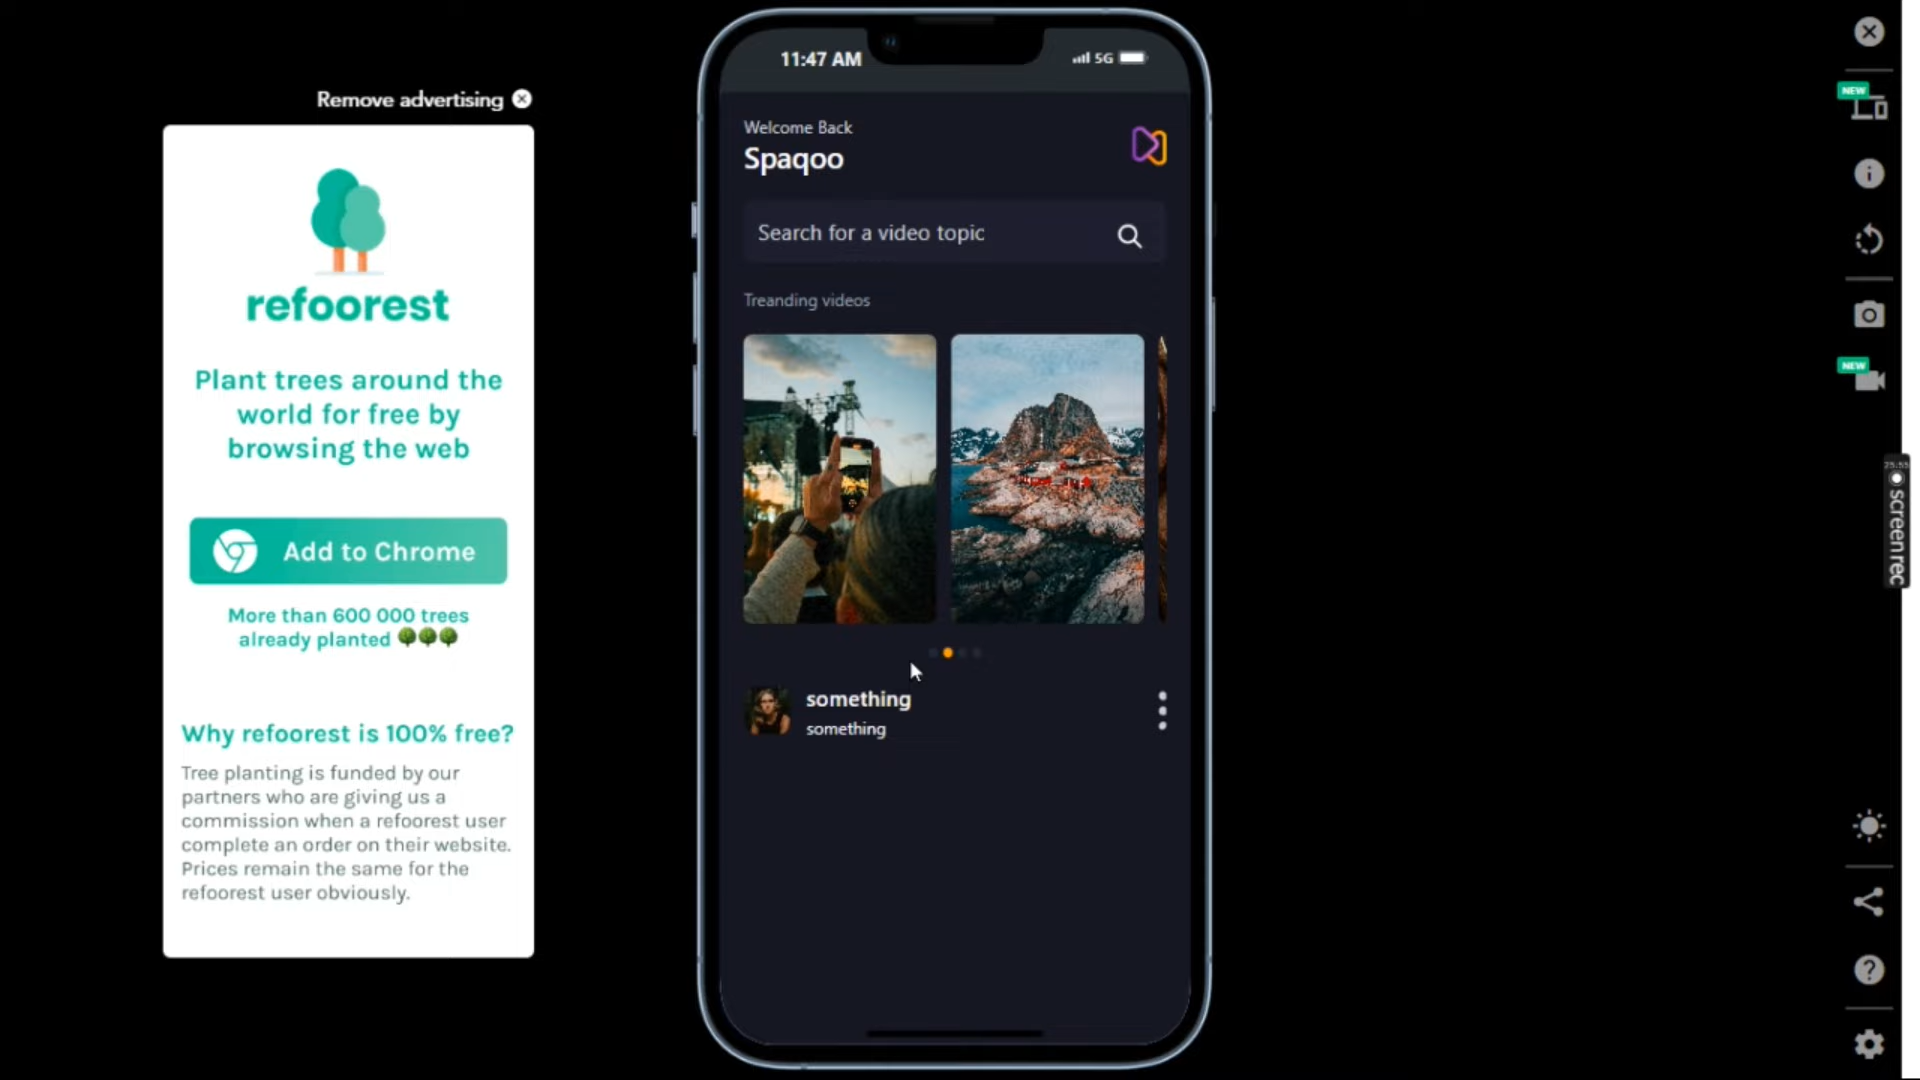 Remove advertising
refoorest
Plant trees around the
world for free by
browsing the web
Add to Chrome
More than 600 000 trees
already planted
Why refoorest is 100% free?
Tree planting is funded by our
partners who are giving us a
commission when a refoorest user
complete an order on their website.
Prices remain the same for the
refoorest user obviously.
11:47 AM
5G
Welcome Back
Spaqoo
Search for a video topic
Treanding videos
something
something
NEW
NEW
25:55
screenrec